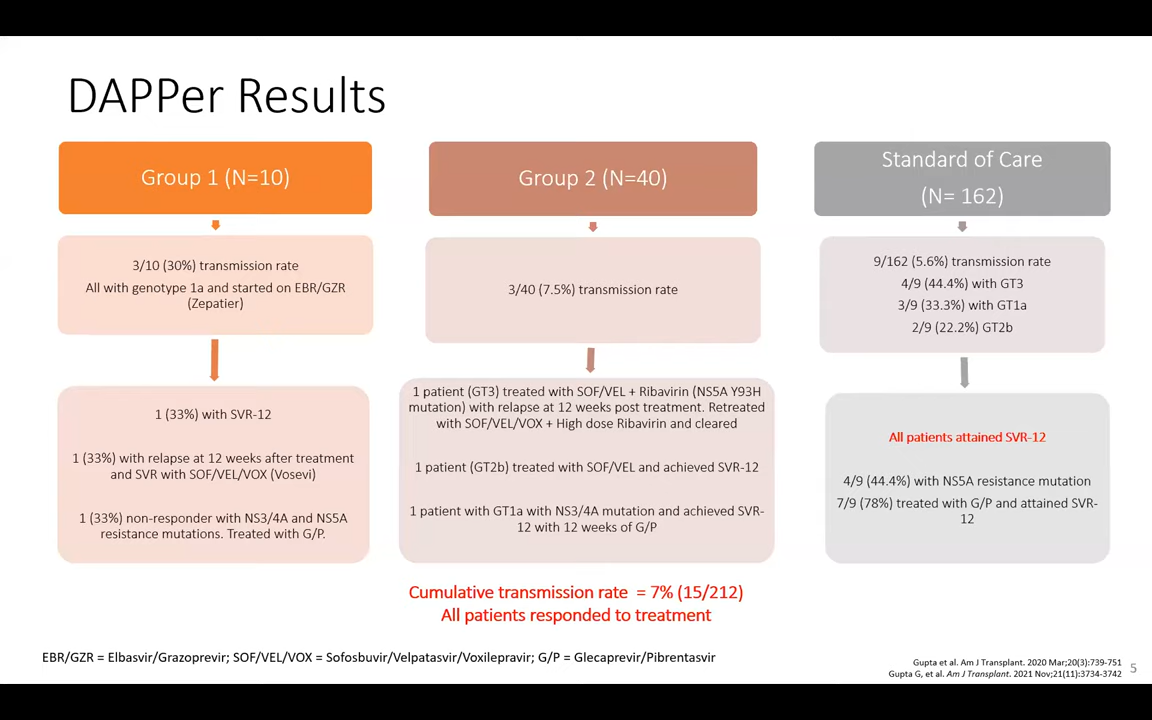 DAPPer Results
Group 1 (N=10)
3/10 (30%) transmission rate
All with genotype 1a and started on EBR/GZR
(Zepatier)
1 (33%) with SVR-12
1 (33%) with relapse at 12 weeks after treatment
and SVR with SOF/VEL/VOX (Vosevi)
1 (33%) non-responder with NS3/4A and NS5A
resistance mutations. Treated with G/P.
Group 2 (N=40)
3/40 (7.5%) transmission rate
1 patient (GT3) treated with SOF/VEL + Ribavirin (NS5A Y93H
mutation) with relapse at 12 weeks post treatment. Retreated
with SOF/VEL/VOX + High dose Ribavirin and cleared
1 patient (GT2b) treated with SOF/VEL and achieved SVR-12
1 patient with GT1a with NS3/4A mutation and achieved SVR-
12 with 12 weeks of G/P
Standard of Care
(N= 162)
9/162 (5.6%) transmission rate
4/9 (44.4%) with GT3
3/9 (33.3%) with GT1a
2/9 (22.2%) GT2b
All patients attained SVR-12
4/9 (44.4%) with NS5A resistance mutation
7/9 (78%) treated with G/P and attained SVR-
12
Cumulative transmission rate = 7% (15/212)
All patients responded to treatment
EBR/GZR = Elbasvir/Grazoprevir; SOF/VEL/VOX = Sofosbuvir/Velpatasvir/Voxilepravir; G/P = Glecaprevir/Pibrentasvir
Gupta et al. Am J Transplant. 2020 Mar;20(3):739-751
Gupta G, et al. Am J Transplant. 2021 Nov;21(11):3734-3742
5